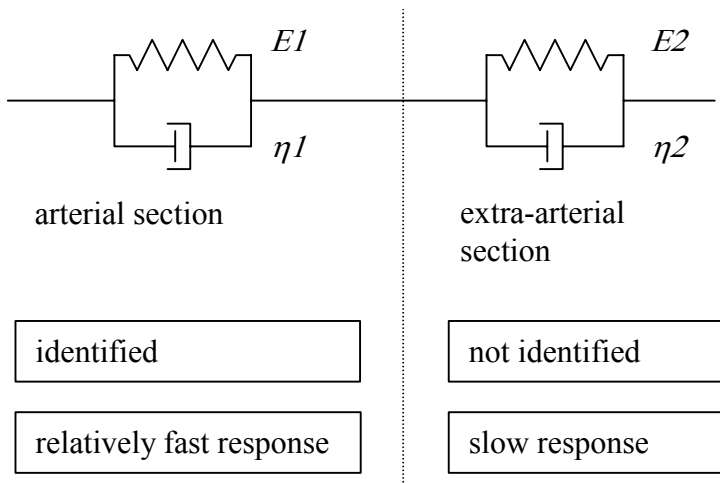 E1
η1
arterial section
identified
relatively fast response
E2
η2
extra-arterial
section
not identified
slow response